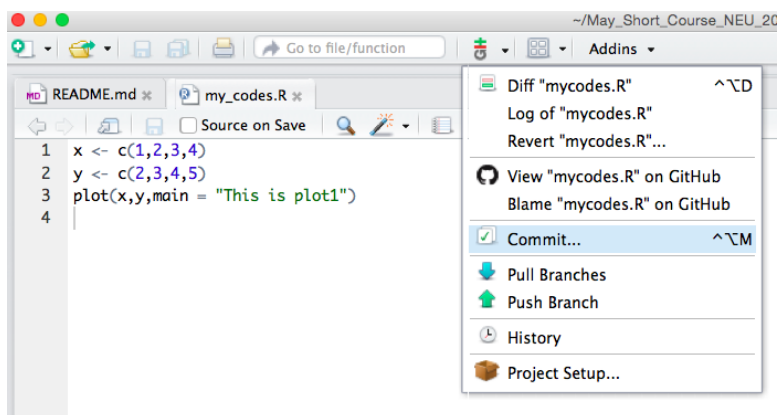 ~/May_Short_Course_NEU_20
Go to file/function
Addins
README.md
my_codes.R
Source on Save
1 x <- c(1,2,3,4)
2 y <- c(2,3,4,5)
3 plot(x,y,main = "This is plot1")
4
Diff "mycodes.R" ^⌥D
Log of "mycodes.R"
Revert "mycodes.R"...
View "mycodes.R" on GitHub
Blame "mycodes.R" on GitHub
Commit... ^⌥M
Pull Branches
Push Branch
History
Project Setup...